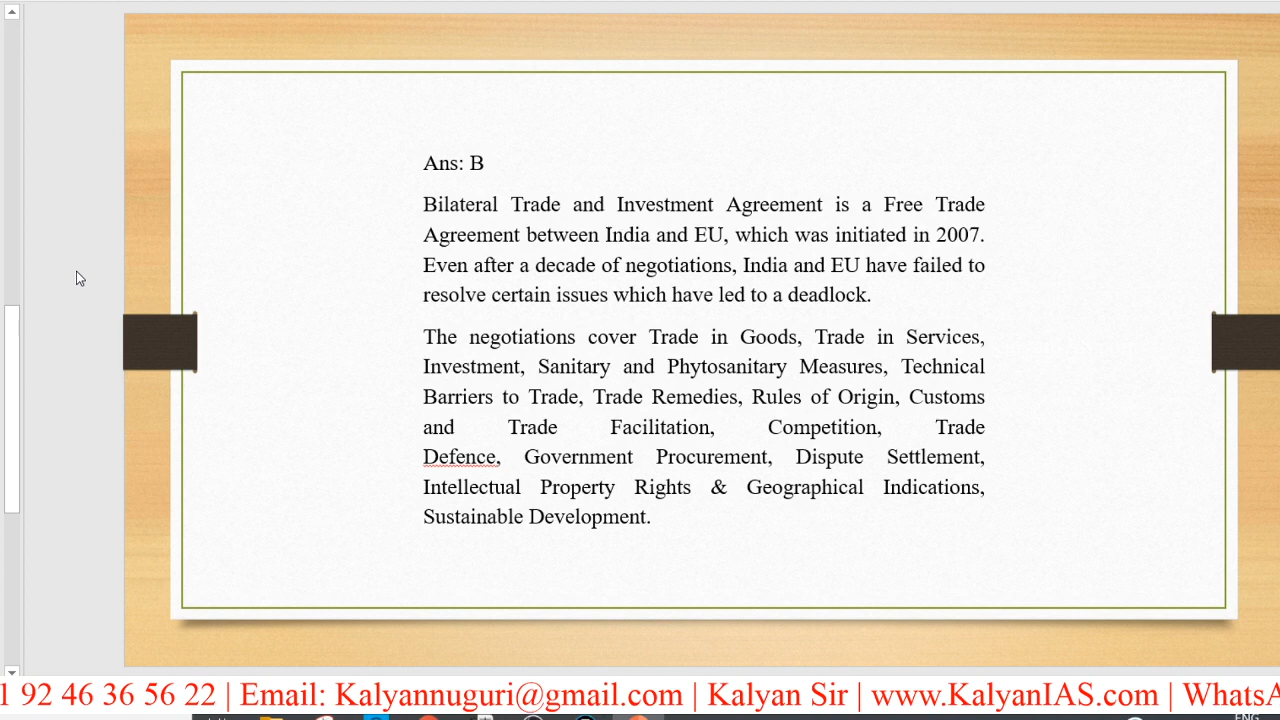 Ans: B
Bilateral Trade and Investment Agreement is a Free Trade
Agreement between India and EU, which was initiated in 2007.
Even after a decade of negotiations, India and EU have failed to
resolve certain issues which have led to a deadlock.
The negotiations cover Trade in Goods, Trade in Services,
Investment, Sanitary and Phytosanitary Measures, Technical
Barriers to Trade, Trade Remedies, Rules of Origin, Customs
and Trade Facilitation, Competition, Trade
Defence, Government Procurement, Dispute Settlement,
Intellectual Property Rights & Geographical Indications,
Sustainable Development.
1 92 46 36 56 22 | Email: Kalyannuguri@gmail.com | Kalyan Sir | www.KalyanIAS.com | WhatsA
ENG